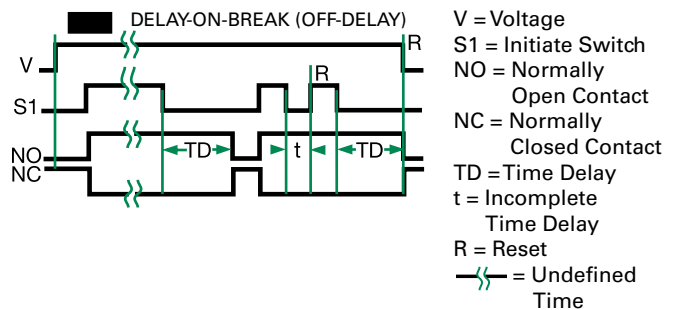 DELAY-ON-BREAK (OFF-DELAY)
R
V
R
S1
NO
NC
TD
t
TD
V = Voltage
S1 = Initiate Switch
NO = Normally
Open Contact
NC = Normally
Closed Contact
TD = Time Delay
t = Incomplete
Time Delay
R = Reset
= Undefined
Time